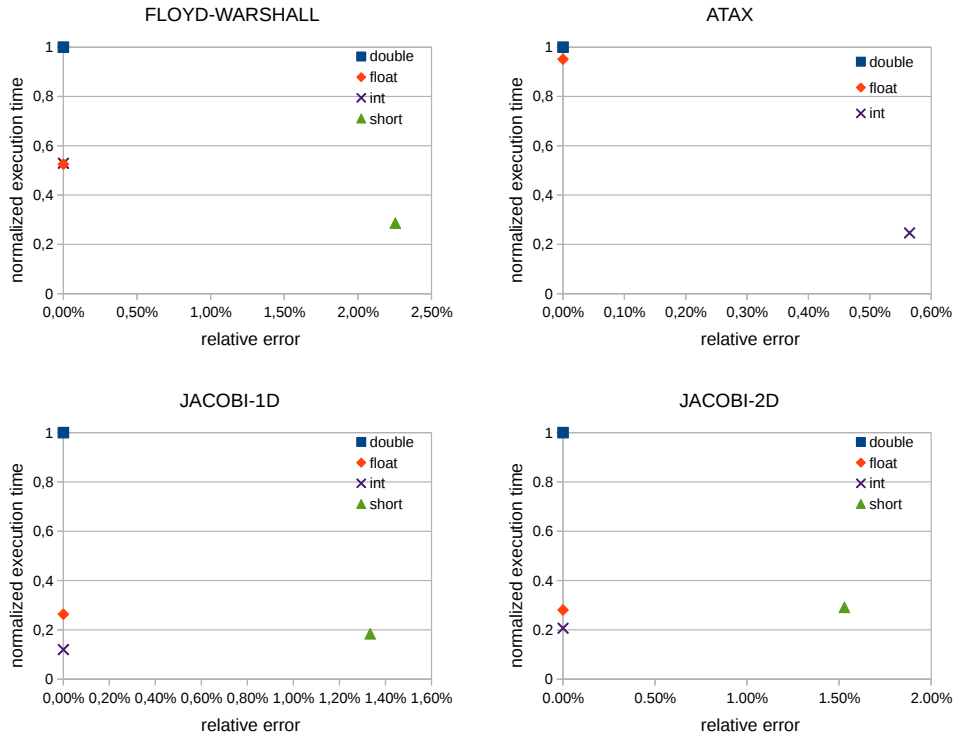 FLOYD-WARSHALL
normalized execution time
1
0,8
0,6
0,4
0,2
0
0,00% 0,50% 1,00% 1,50% 2,00% 2,50%
relative error
double
float
int
short
ATAX
normalized execution time
1
0,8
0,6
0,4
0,2
0
0,00% 0,10% 0,20% 0,30% 0,40% 0,50% 0,60%
relative error
double
float
int
JACOBI-1D
normalized execution time
1
0,8
0,6
0,4
0,2
0
0,00% 0,20% 0,40% 0,60% 0,80% 1,00% 1,20% 1,40% 1,60%
relative error
double
float
int
short
JACOBI-2D
normalized execution time
1
0,8
0,6
0,4
0.2
0
0.00% 0.50% 1.00% 1.50% 2.00%
relative error
double
float
int
short